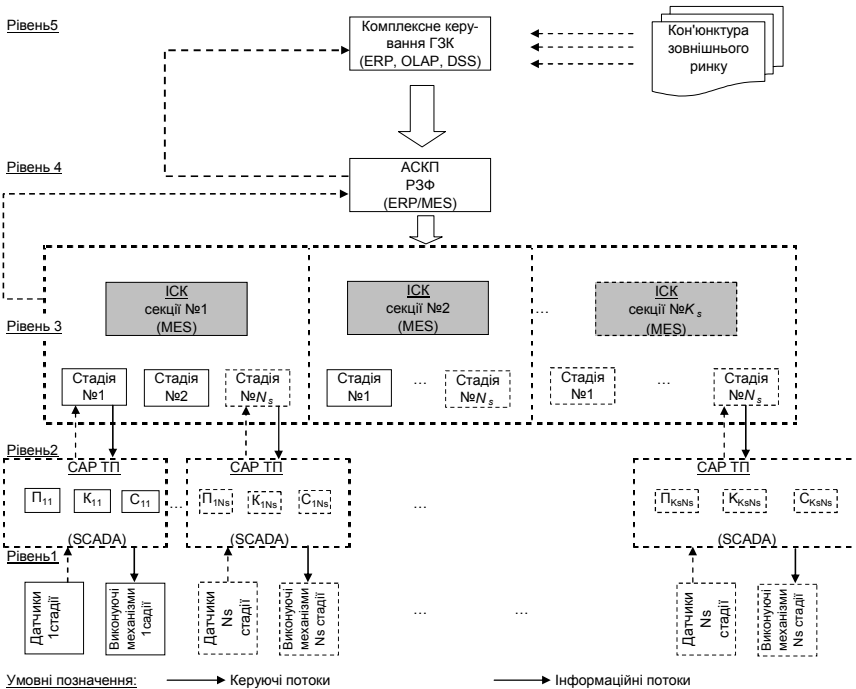 Рівень5
Комплексне керу-
вання ГЗК
(ERP, OLAP, DSS)
Кон'юнктура
зовнішнього
ринку
Рівень 4
АСКП
РЗФ
(ERP/MES)
ІСК
секції №1
(MES)
ІСК
секції №2
(MES)
...
ІСК
секції №K s
(MES)
Рівень 3
Стадія
№1
Стадія
№2
Стадія
№N s
Стадія
№1
...
Стадія
№N s
Стадія
№1
...
Стадія
№N s
Рівень2
САР ТП
П11
К11
С11
(SCADA)
...
САР ТП
П1Ns
К1Ns
С1Ns
(SCADA)
...
САР ТП
ПKsNs
КKsNs
СKsNs
(SCADA)
Рівень1
Датчики
1стадії
Виконуючі
механізми
1садії
Датчики
Ns
стадії
Виконуючі
механізми
Ns стадії
...
...
Датчики
Ns
стадії
Виконуючі
механізми
Ns стадії
Умовні позначення:
Керуючі потоки
Інформаційні потоки